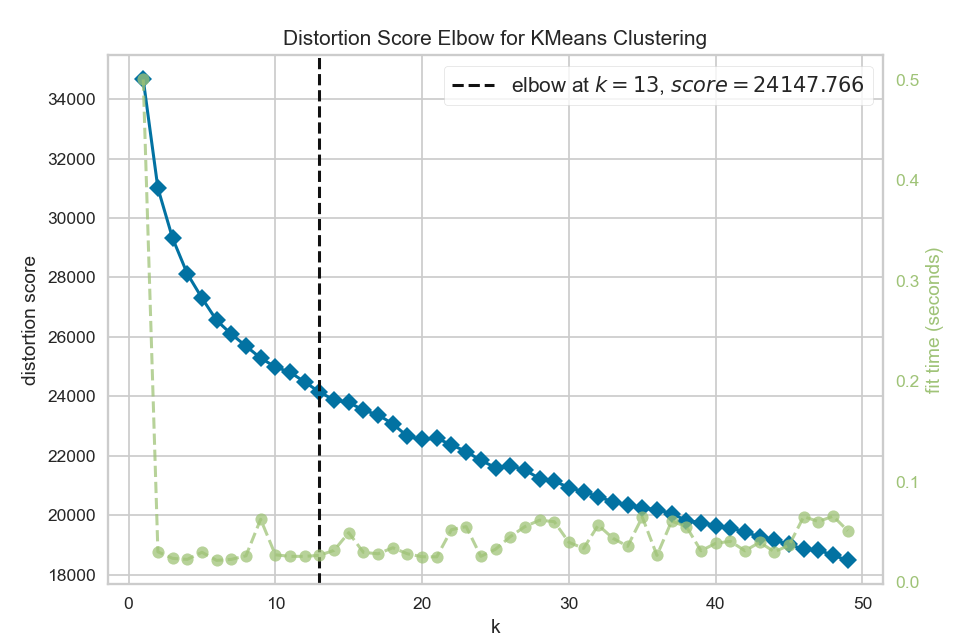 Distortion Score Elbow for KMeans Clustering
elbow at k = 13, score = 24147.766
distortion score
34000
32000
30000
28000
26000
24000
22000
20000
18000
0.5
0.4
0.3
0.2
0.1
0.0
fit time (seconds)
0 10 20 30 40 50
k